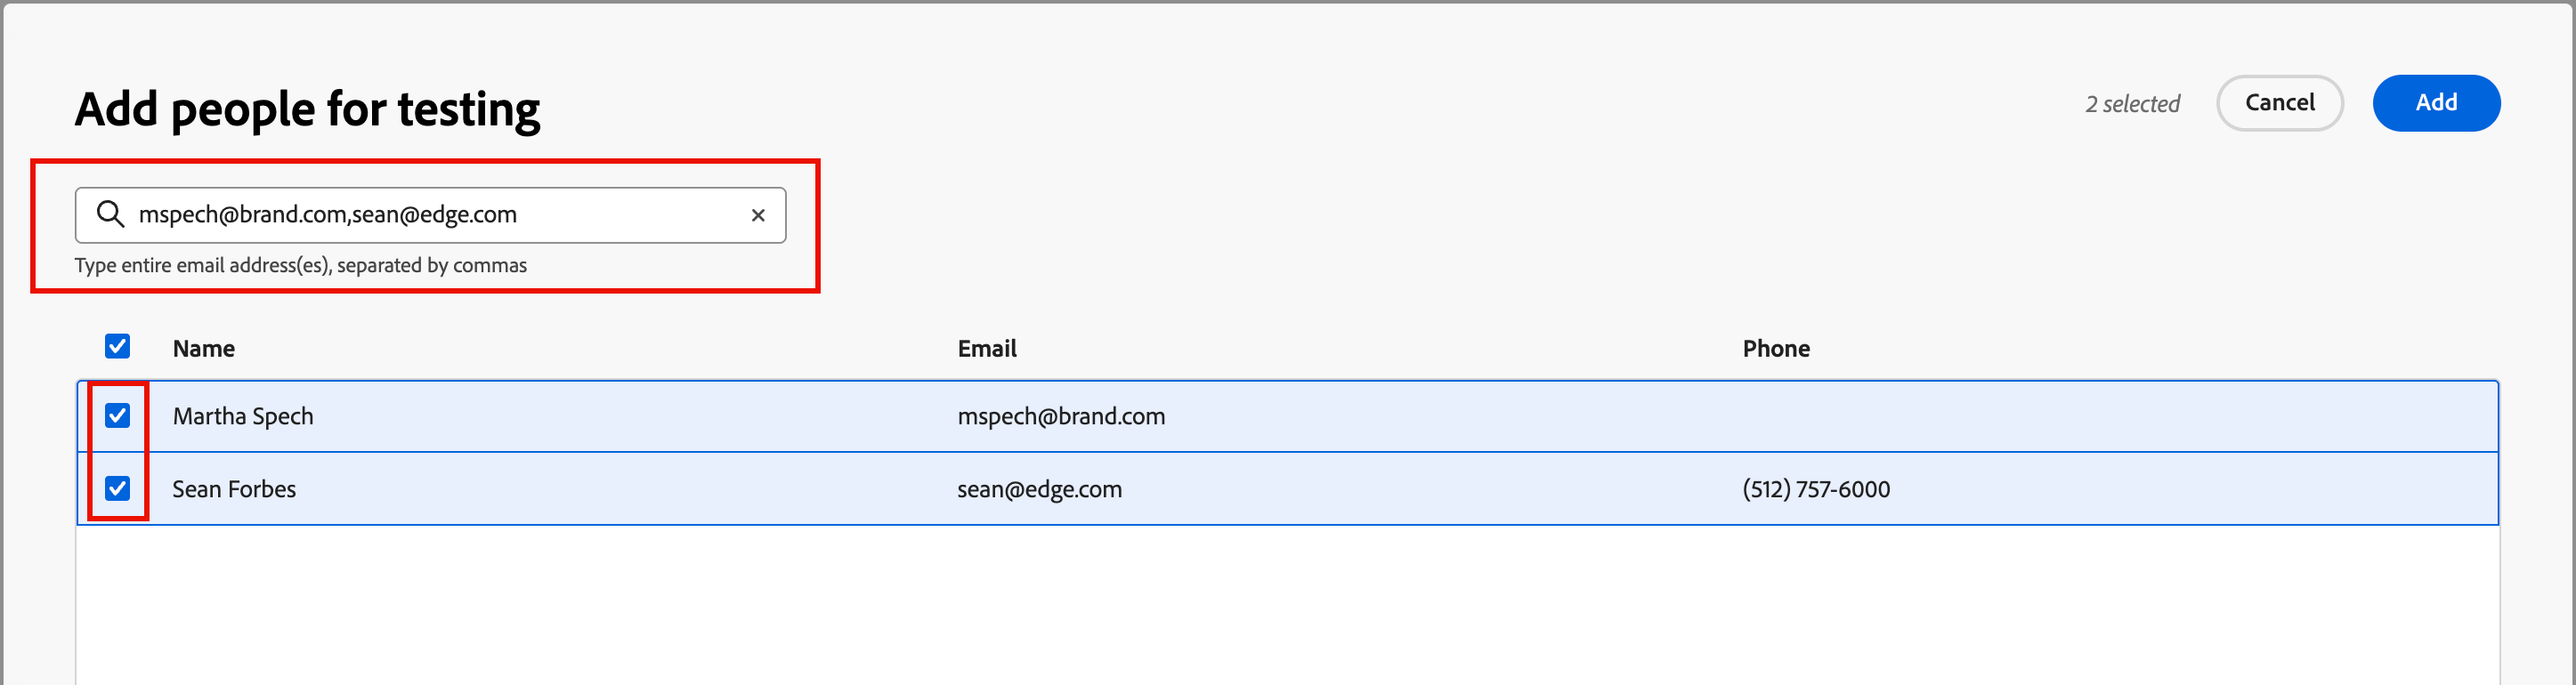 Add people for testing
2 selected
Cancel
Add
mspech@brand.com,sean@edge.com
Type entire email address(es), separated by commas
Name Email Phone
Martha Spech mspech@brand.com
Sean Forbes sean@edge.com (512) 757-6000